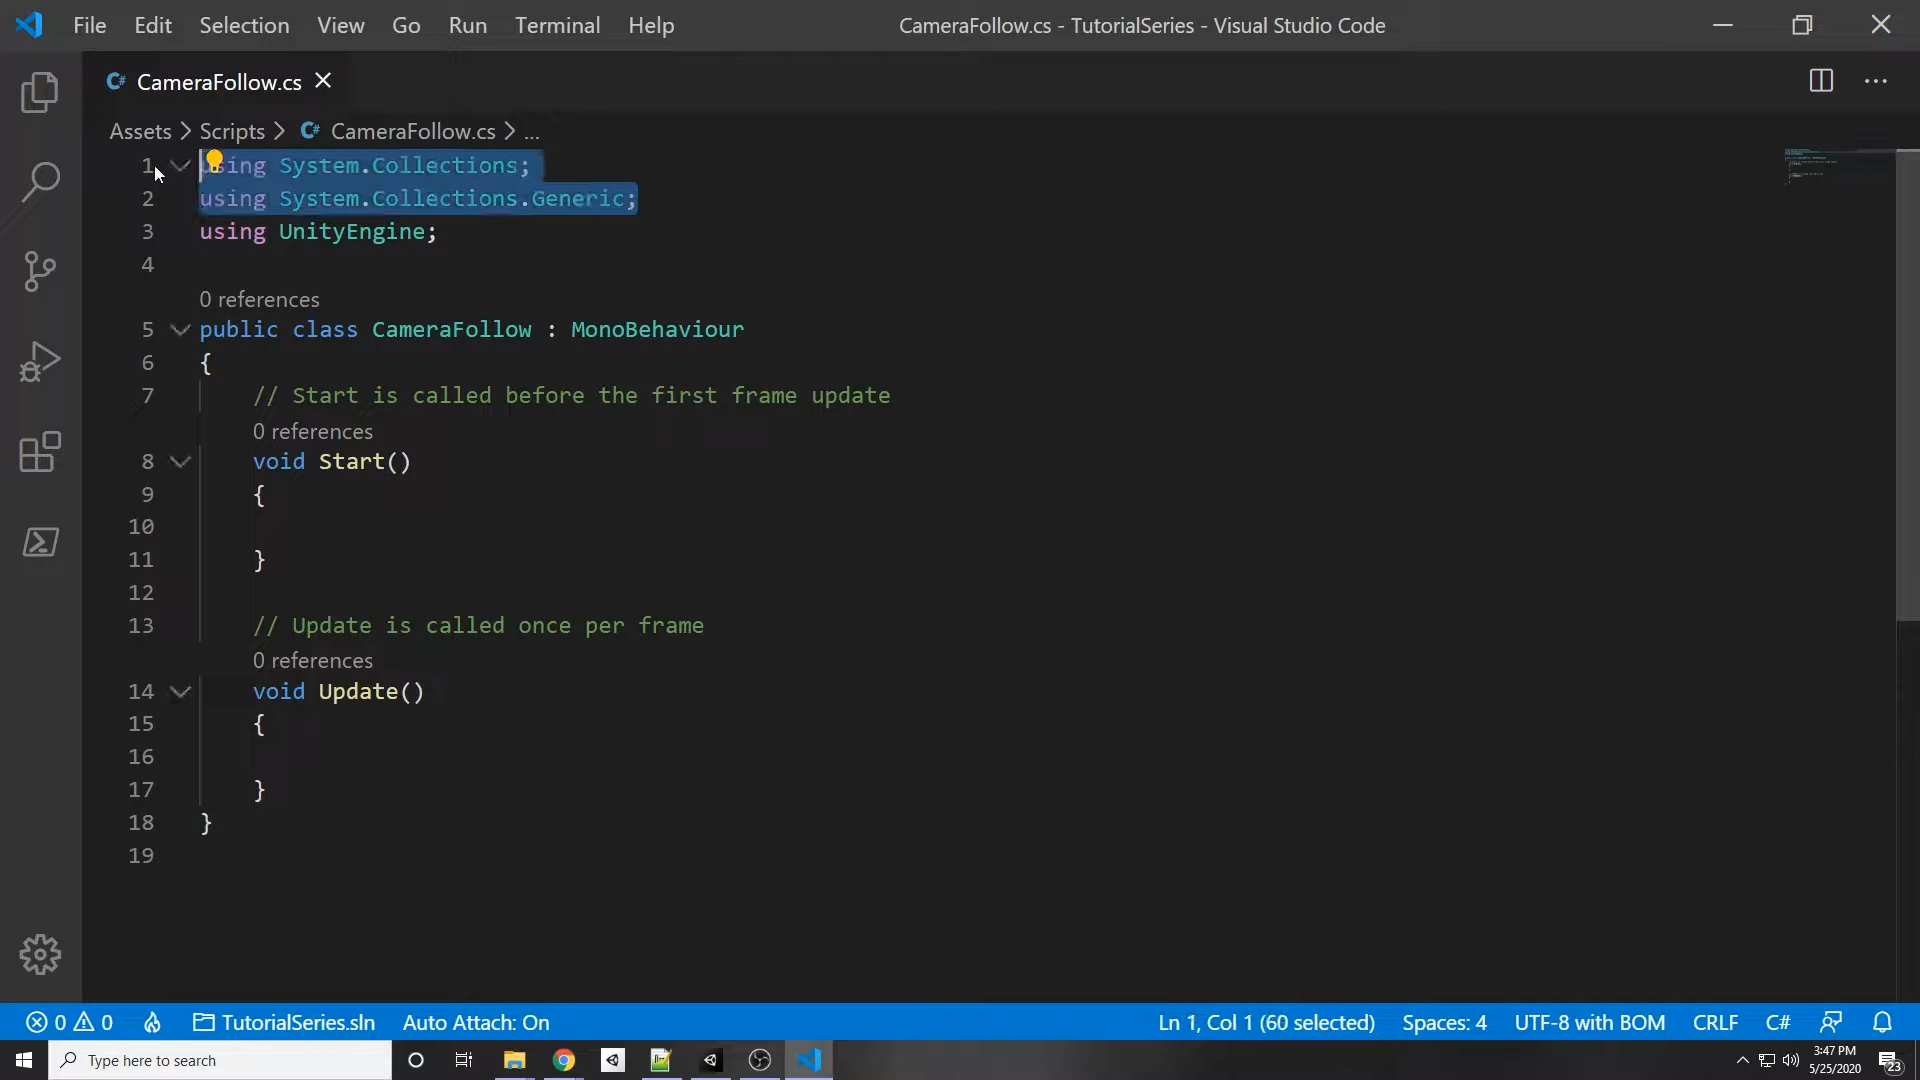 File Edit Selection View Go Run Terminal Help CameraFollow.cs - TutorialSeries - Visual Studio Code
C# CameraFollow.cs
Assets > Scripts > C# CameraFollow.cs > ...
1 using System.Collections;
2 using System.Collections.Generic;
3 using UnityEngine;
4
0 references
5 public class CameraFollow : MonoBehaviour
6 {
7 // Start is called before the first frame update
0 references
8 void Start()
9 {
10
11 }
12
13 // Update is called once per frame
0 references
14 void Update()
15 {
16
17 }
18 }
19
0 0 TutorialSeries.sln Auto Attach: On Ln 1, Col 1 (60 selected) Spaces: 4 UTF-8 with BOM CRLF C#
Type here to search
3:47 PM
5/25/2020
23